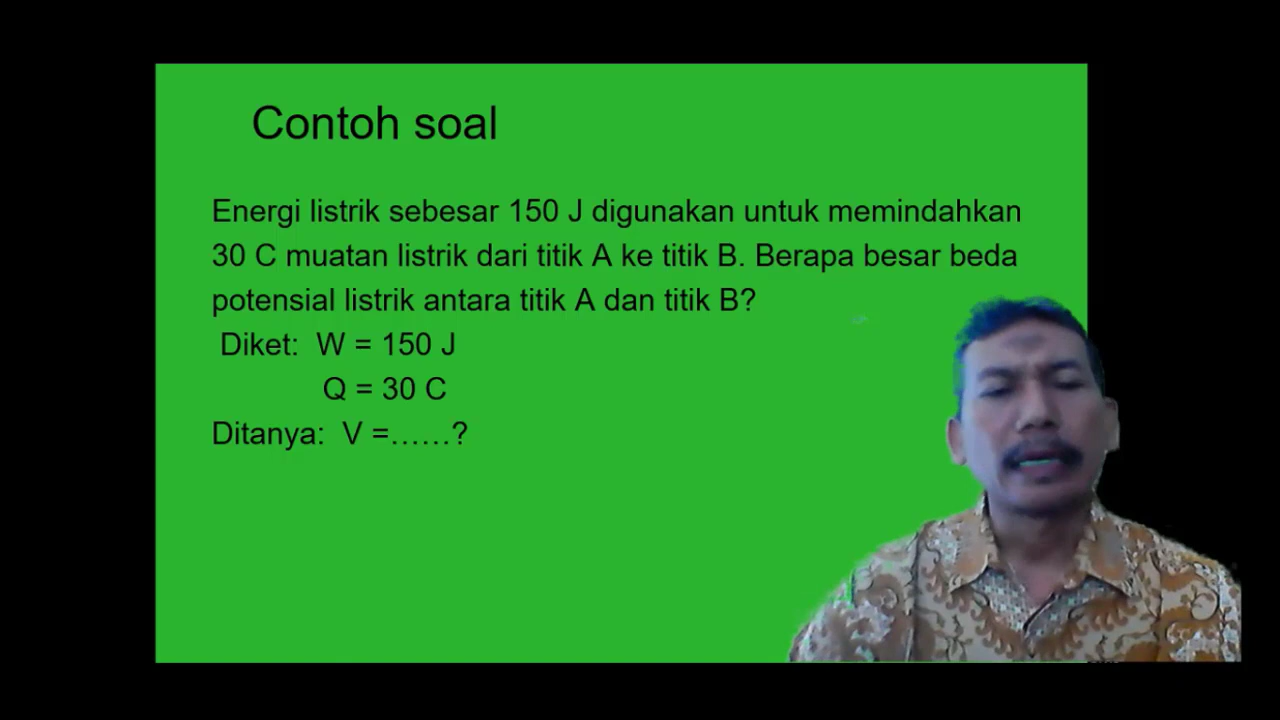 Contoh soal
Energi listrik sebesar 150 J digunakan untuk memindahkan
30 C muatan listrik dari titik A ke titik B. Berapa besar beda
potensial listrik antara titik A dan titik B?
Diket: W = 150 J
Q = 30 C
Ditanya: V =......?